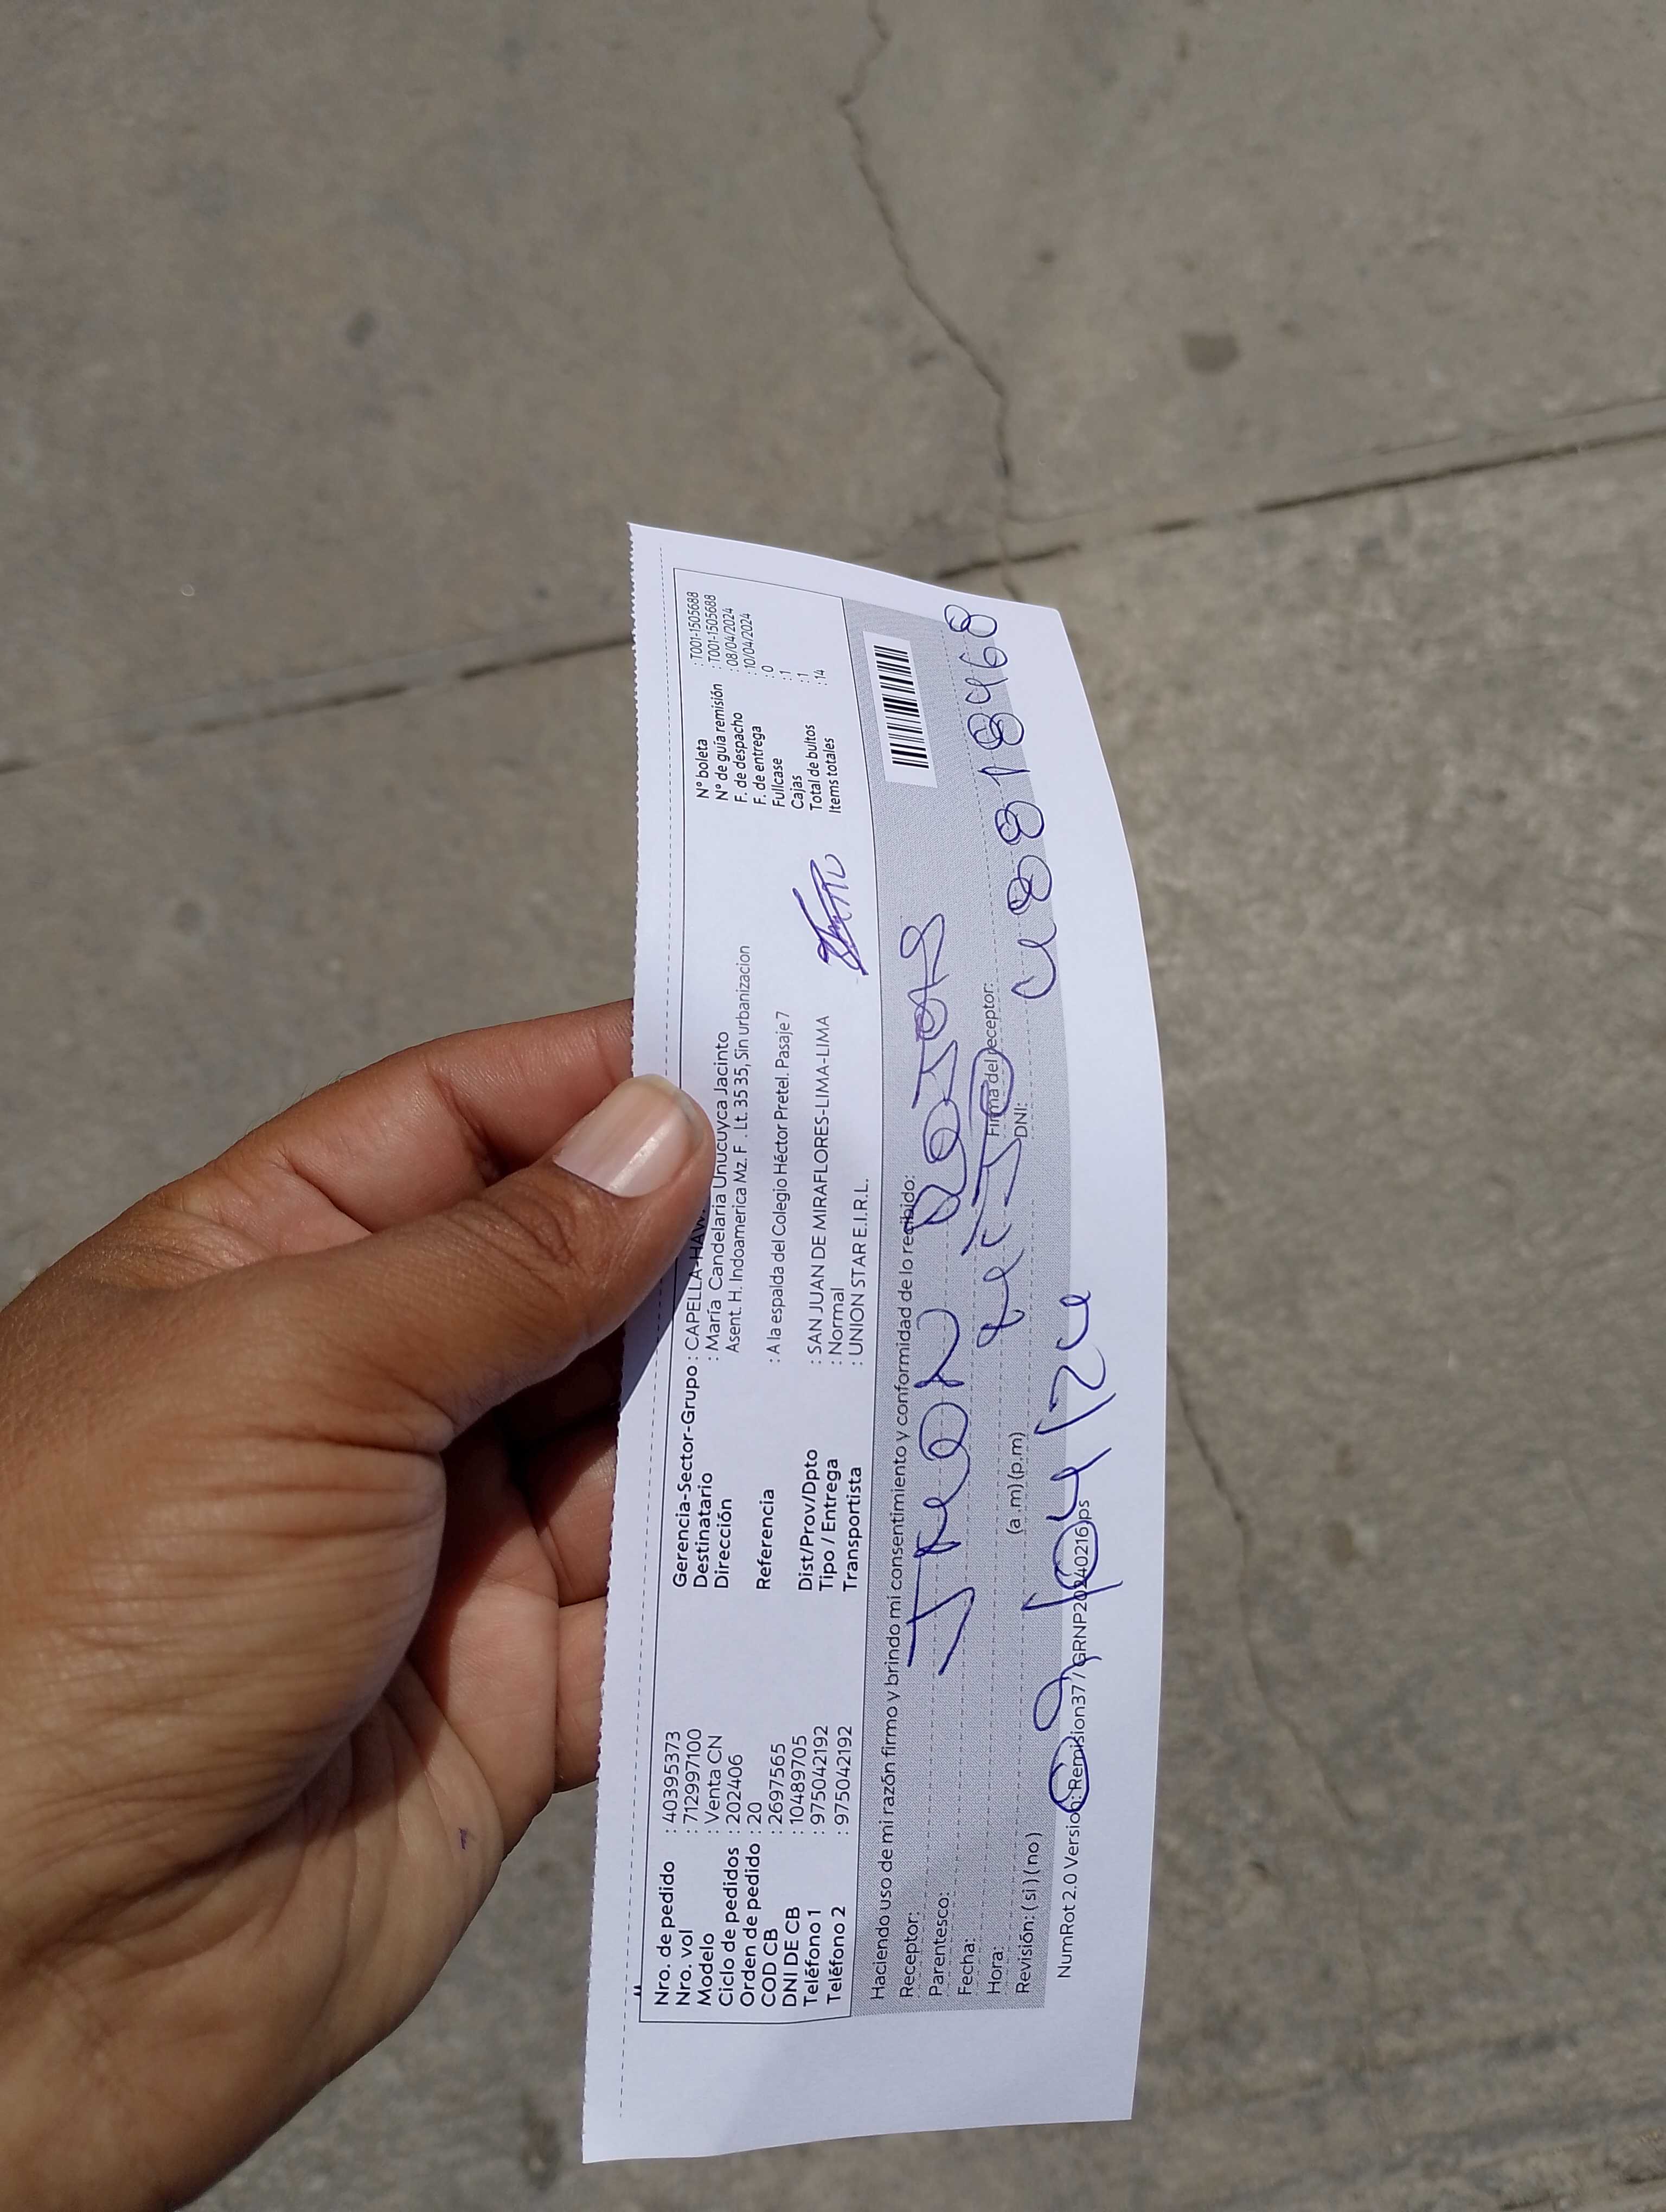 Nro. de pedido : 40395373
Nro. vol : 712997100
Modelo : Venta CN
Ciclo de pedidos : 202406
Orden de pedido : 20
COD CB : 2697565
DNI DE CB : 10489705
Teléfono 1 : 975042192
Teléfono 2 : 975042192
Gerencia-Sector-Grupo : CAPELLA-
Destinatario : María Candelaria Unucuyca Jacinto
Dirección Asent. H. Indoamerica Mz. F . Lt. 35 35, Sin urbanizacion
Referencia : A la espalda del Colegio Héctor Pretel. Pasaje 7
Dist/Prov/Dpto : SAN JUAN DE MIRAFLORES-LIMA-LIMA
Tipo / Entrega : Normal
Transportista : UNION STAR E.I.R.L.
N° boleta : T001-1505688
N° de guía remisión : T001-1505688
F. de despacho : 08/04/2024
F. de entrega : 10/04/2024
Fullcase : 0
Cajas : 1
Total de bultos : 1
Items totales : 14
Haciendo uso de mi razón firmo y brindo mi consentimiento y conformidad de lo recibido:
Receptor:
Parentesco:
Fecha:
Hora: (a.m) (p.m)
Revisión: ( si ) ( no )
Firma del receptor:
DNI:
NumRot 2.0 Version: Remision37 / GRNP20240216ps